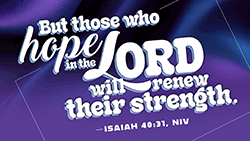 But those who
hope in the
LORD
will renew
their strength.
—ISAIAH 40:31, NIV